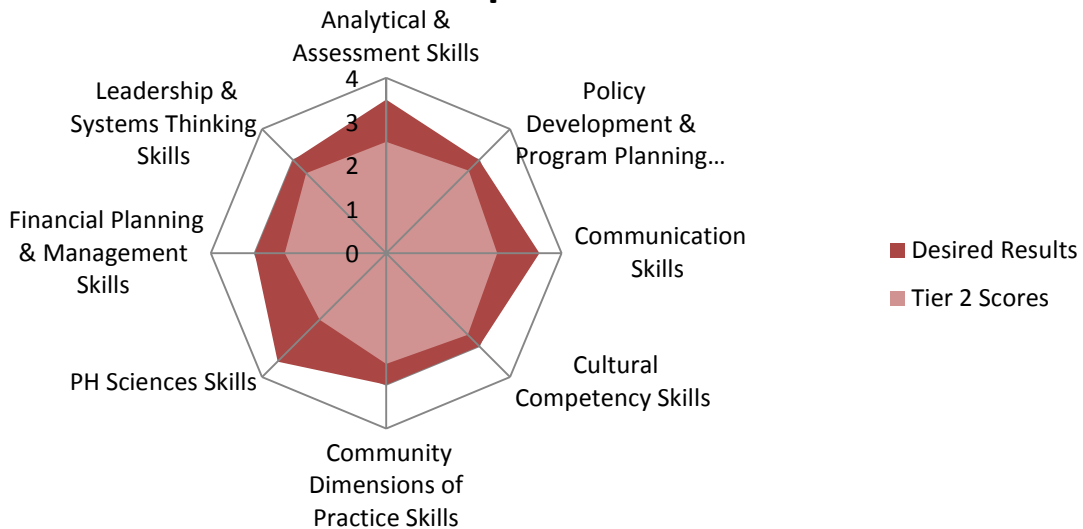 Analytical &
Assessment Skills
Leadership &
Systems Thinking
Skills
Policy
Development &
Program Planning...
4
3
2
1
0
Financial Planning
& Management
Skills
Communication
Skills
Desired Results
Tier 2 Scores
PH Sciences Skills
Cultural
Competency Skills
Community
Dimensions of
Practice Skills